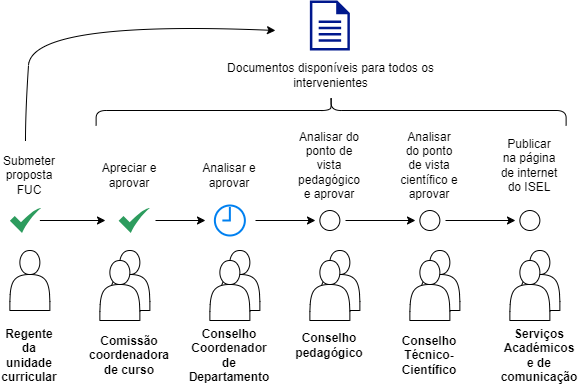 Documentos disponíveis para todos os
intervenientes
Submeter
proposta
FUC
Apreciar e
aprovar
Analisar e
aprovar
Analisar do
ponto de
vista
pedagógico
e aprovar
Analisar
do ponto
de vista
científico e
aprovar
Publicar
na página
de internet
do ISEL
Regente
da
unidade
curricular
Comissão
coordenadora
de curso
Conselho
Coordenador
de
Departamento
Conselho
pedagógico
Conselho
Técnico-
Científico
Serviços
Académicos
e de
comunicação